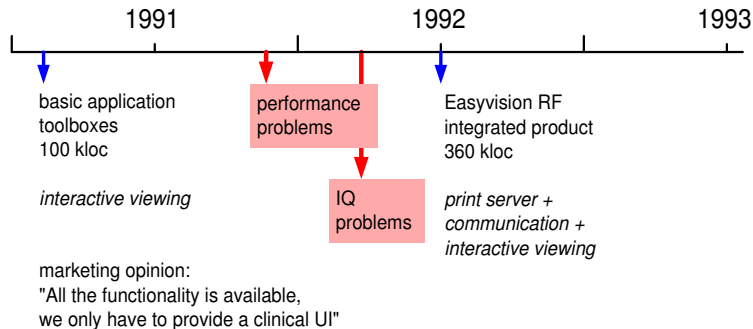 1991
1992
1993
basic application
toolboxes
100 kloc
interactive viewing
performance
problems
IQ
problems
Easyvision RF
integrated product
360 kloc
print server +
communication +
interactive viewing
marketing opinion:
"All the functionality is available,
we only have to provide a clinical UI"